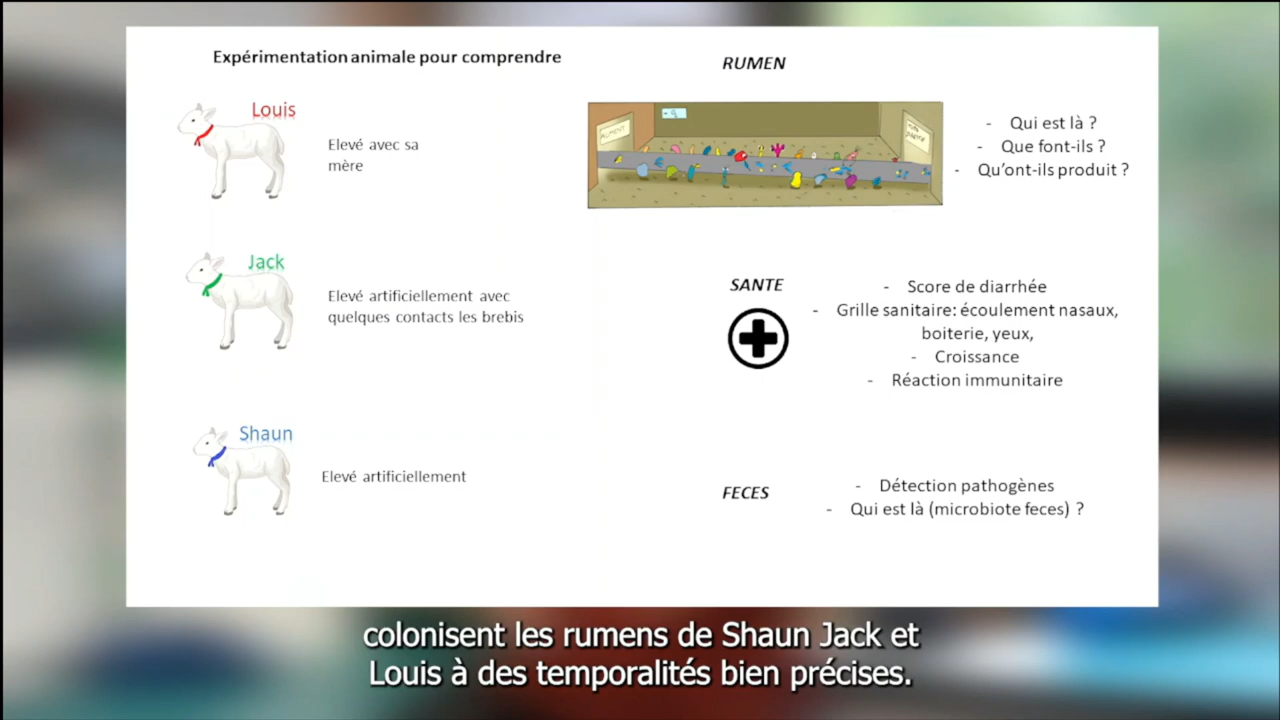 Expérimentation animale pour comprendre
Louis
Elevé avec sa
mère
Jack
Elevé artificiellement avec
quelques contacts les brebis
Shaun
Elevé artificiellement
RUMEN
ALIMENT
- Qui est là ?
- Que font-ils ?
- Qu'ont-ils produit ?
SANTE
- Score de diarrhée
- Grille sanitaire: écoulement nasaux,
boiterie, yeux,
- Croissance
- Réaction immunitaire
FECES
- Détection pathogènes
- Qui est là (microbiote feces) ?
colonisent les rumens de Shaun Jack et
Louis à des temporalités bien précises.